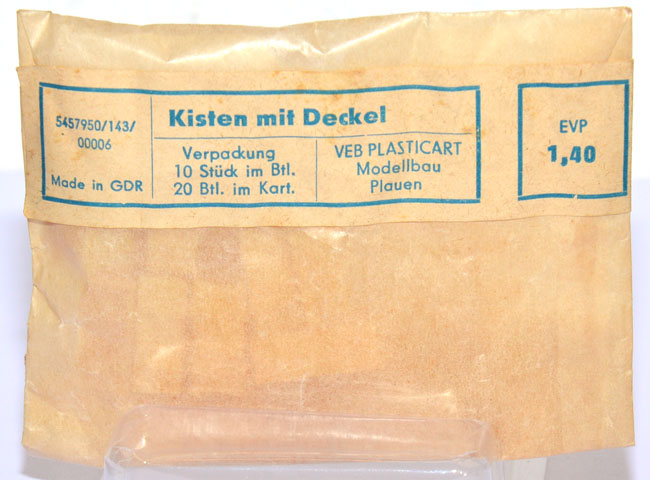 5457950/143/
00006
Made in GDR
Kisten mit Deckel
Verpackung
10 Stück im Btl.
20 Btl. im Kart.
VEB PLASTICART
Modellbau
Plauen
EVP
1,40